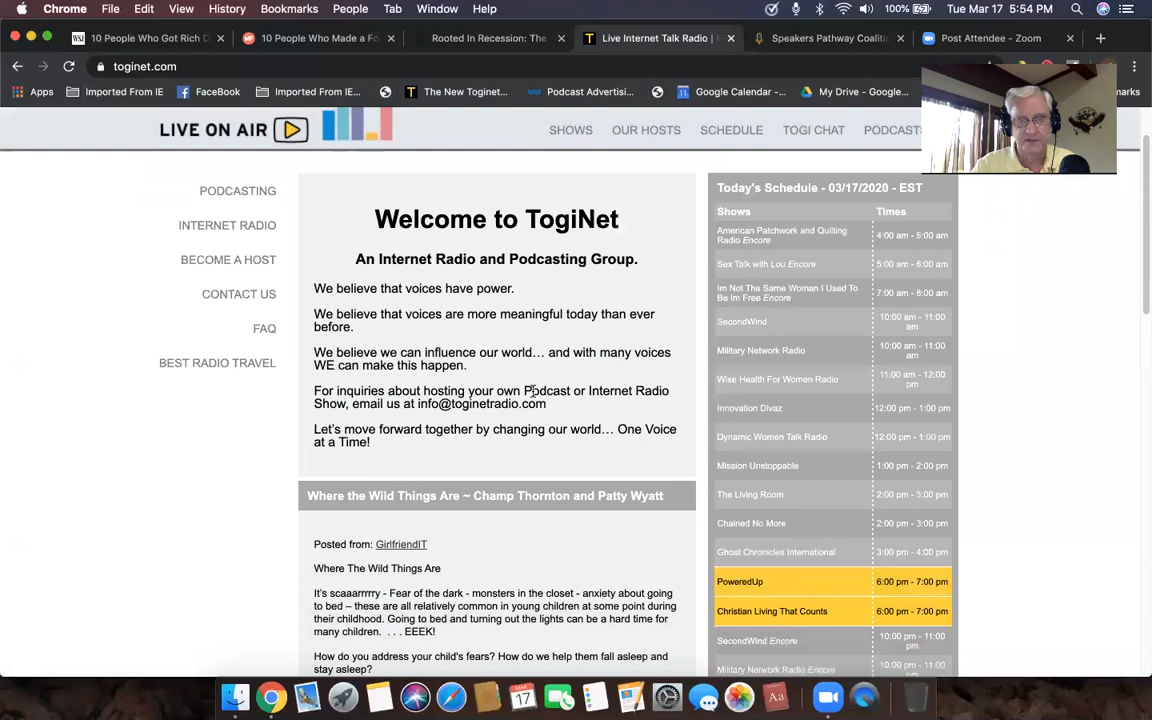 Chrome File Edit View History Bookmarks People Tab Window Help 100% Tue Mar 17 5:54 PM
WSJ 10 People Who Got Rich D × 10 People Who Made a Fo × Rooted In Recession: The × T Live Internet Talk Radio | × Speakers Pathway Coaliti × Post Attendee - Zoom × +
toginet.com
Apps Imported From IE FaceBook Imported From IE... T The New Toginet... Podcast Advertisi... Google Calendar -... My Drive - Google...
LIVE ON AIR
SHOWS OUR HOSTS SCHEDULE TOGI CHAT PODCAST
PODCASTING
INTERNET RADIO
BECOME A HOST
CONTACT US
FAQ
BEST RADIO TRAVEL
Welcome to TogiNet
An Internet Radio and Podcasting Group.
We believe that voices have power.
We believe that voices are more meaningful today than ever
before.
We believe we can influence our world… and with many voices
WE can make this happen.
For inquiries about hosting your own Podcast or Internet Radio
Show, email us at info@toginetradio.com
Let's move forward together by changing our world… One Voice
at a Time!
Where the Wild Things Are ~ Champ Thornton and Patty Wyatt
Posted from: GirlfriendIT
Where The Wild Things Are
It's scaaarrrrry - Fear of the dark - monsters in the closet - anxiety about going
to bed – these are all relatively common in young children at some point during
their childhood. Going to bed and turning out the lights can be a hard time for
many children. . . . EEEK!
How do you address your child's fears? How do we help them fall asleep and
stay asleep?
Today's Schedule - 03/17/2020 - EST
Shows Times
American Patchwork and Quilting
Radio Encore 4:00 am - 5:00 am
Sex Talk with Lou Encore 5:00 am - 6:00 am
Im Not The Same Woman I Used To
Be Im Free Encore 7:00 am - 8:00 am
SecondWind 10:00 am - 11:00
am
Military Network Radio 10:00 am - 11:00
am
Wise Health For Women Radio 11:00 am - 12:00
pm
Innovation Divaz 12:00 pm - 1:00 pm
Dynamic Women Talk Radio 12:00 pm - 1:00 pm
Mission Unstoppable 1:00 pm - 2:00 pm
The Living Room 2:00 pm - 3:00 pm
Chained No More 2:00 pm - 3:00 pm
Ghost Chronicles International 3:00 pm - 4:00 pm
PoweredUp 6:00 pm - 7:00 pm
Christian Living That Counts 6:00 pm - 7:00 pm
SecondWind Encore 10:00 pm - 11:00
pm
Military Network Radio Encore 10:00 pm - 11:00
MAR
17